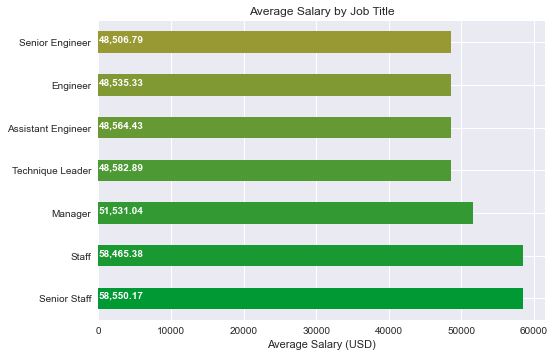 Average Salary by Job Title
Senior Engineer 48,506.79
Engineer 48,535.33
Assistant Engineer 48,564.43
Technique Leader 48,582.89
Manager 51,531.04
Staff 58,465.38
Senior Staff 58,550.17
0 10000 20000 30000 40000 50000 60000
Average Salary (USD)